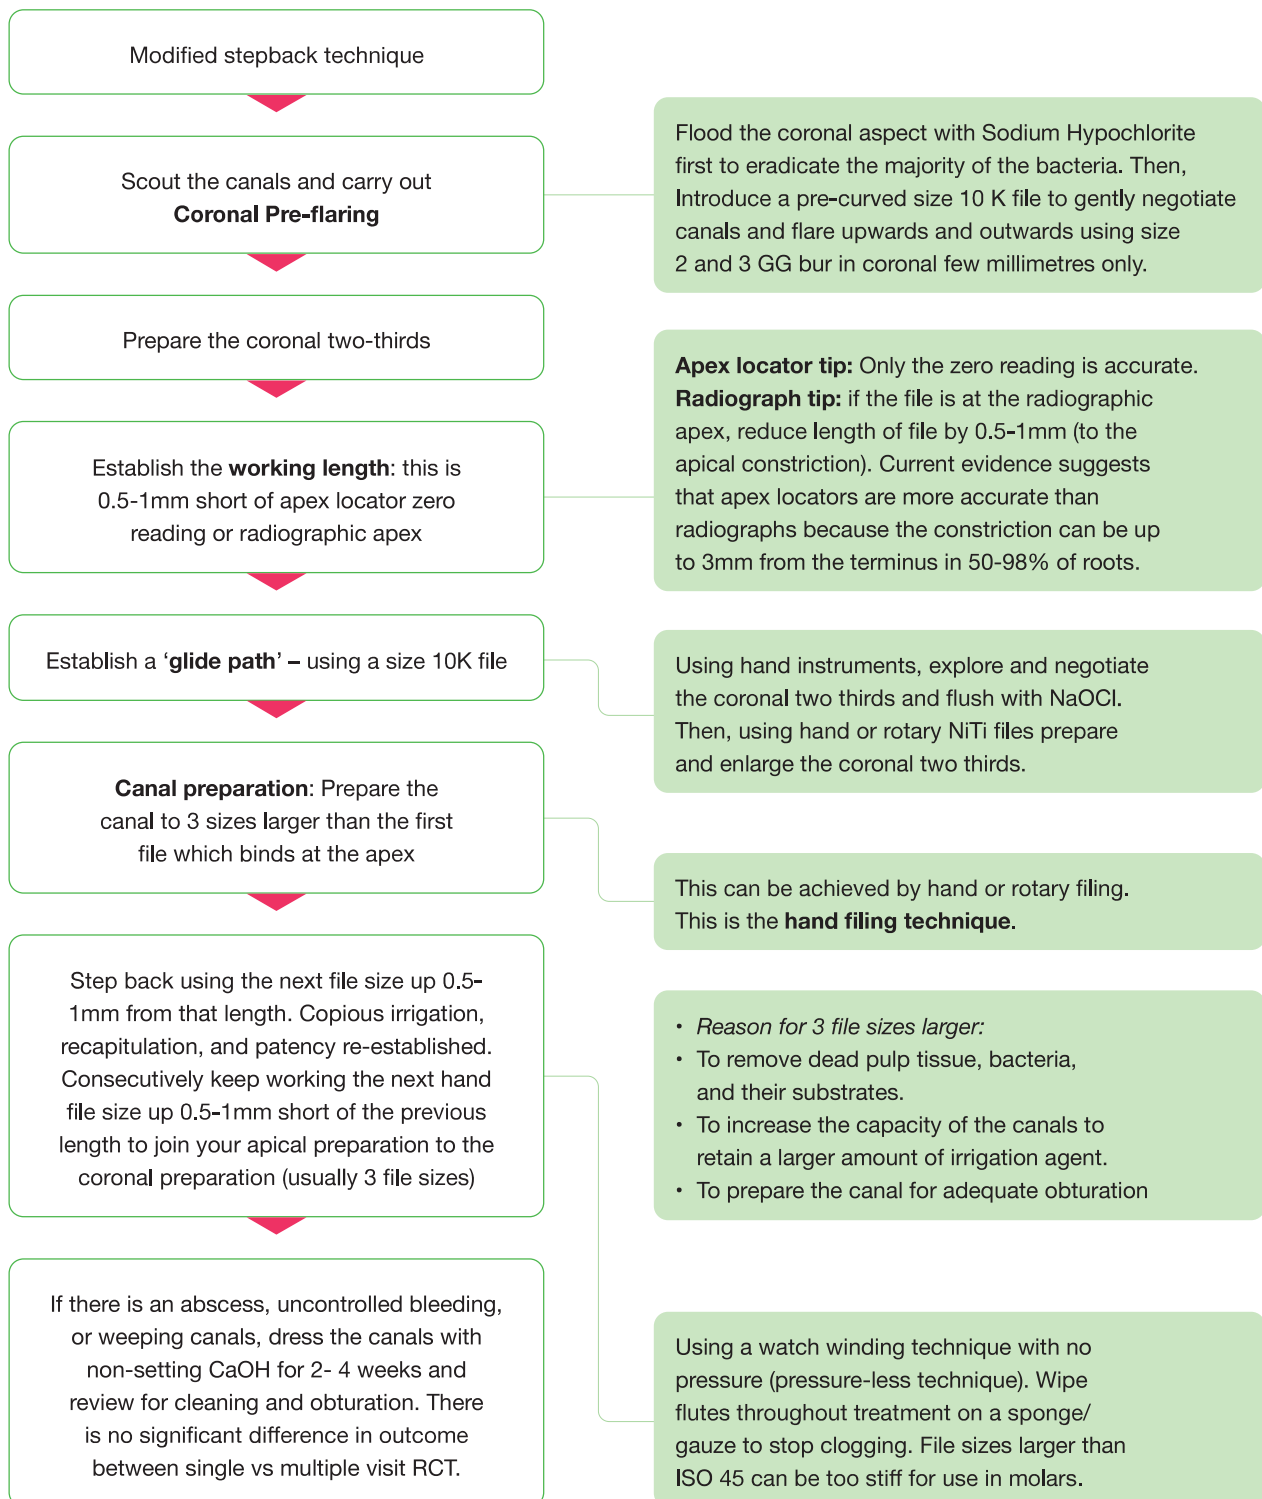 Modified stepback technique
Scout the canals and carry out
Coronal Pre-flaring
Flood the coronal aspect with Sodium Hypochlorite
first to eradicate the majority of the bacteria. Then,
Introduce a pre-curved size 10 K file to gently negotiate
canals and flare upwards and outwards using size
2 and 3 GG bur in coronal few millimetres only.
Prepare the coronal two-thirds
Establish the working length: this is
0.5-1mm short of apex locator zero
reading or radiographic apex
Apex locator tip: Only the zero reading is accurate.
Radiograph tip: if the file is at the radiographic
apex, reduce length of file by 0.5-1mm (to the
apical constriction). Current evidence suggests
that apex locators are more accurate than
radiographs because the constriction can be up
to 3mm from the terminus in 50-98% of roots.
Establish a ‘glide path’ – using a size 10K file
Using hand instruments, explore and negotiate
the coronal two thirds and flush with NaOCl.
Then, using hand or rotary NiTi files prepare
and enlarge the coronal two thirds.
Canal preparation: Prepare the
canal to 3 sizes larger than the first
file which binds at the apex
This can be achieved by hand or rotary filing.
This is the hand filing technique.
Step back using the next file size up 0.5-
1mm from that length. Copious irrigation,
recapitulation, and patency re-established.
Consecutively keep working the next hand
file size up 0.5-1mm short of the previous
length to join your apical preparation to the
coronal preparation (usually 3 file sizes)
• Reason for 3 file sizes larger:
• To remove dead pulp tissue, bacteria,
and their substrates.
• To increase the capacity of the canals to
retain a larger amount of irrigation agent.
• To prepare the canal for adequate obturation
If there is an abscess, uncontrolled bleeding,
or weeping canals, dress the canals with
non-setting CaOH for 2- 4 weeks and
review for cleaning and obturation. There
is no significant difference in outcome
between single vs multiple visit RCT.
Using a watch winding technique with no
pressure (pressure-less technique). Wipe
flutes throughout treatment on a sponge/
gauze to stop clogging. File sizes larger than
ISO 45 can be too stiff for use in molars.